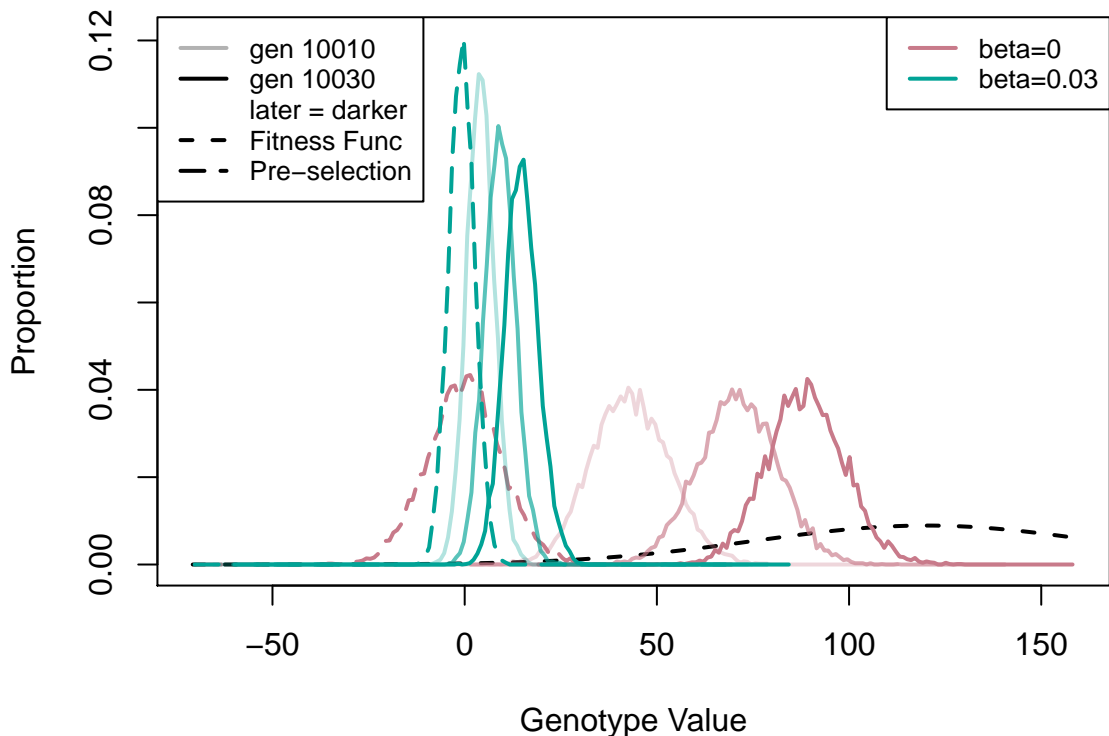 gen 10010
gen 10030
later = darker
Fitness Func
Pre−selection
beta=0
beta=0.03
Proportion
0.12
0.08
0.04
0.00
−50
0
50
100
150
Genotype Value